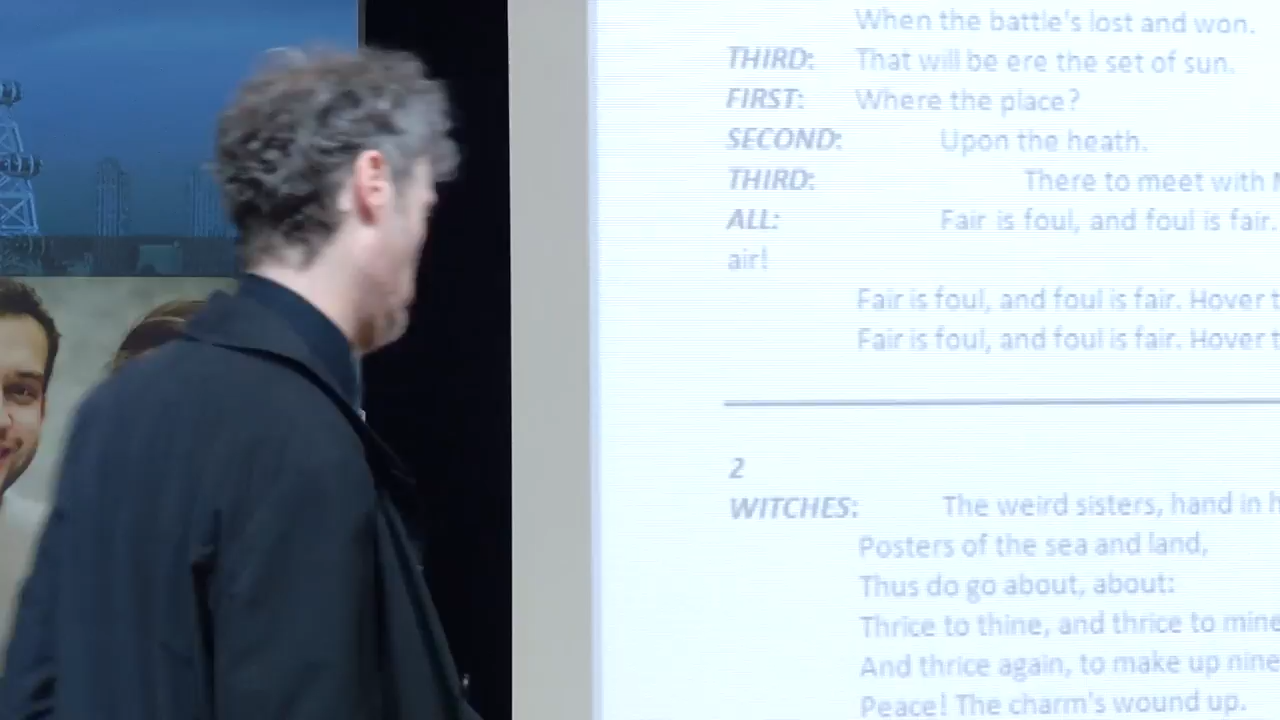 When the battle's lost and won.
THIRD: That will be ere the set of sun.
FIRST: Where the place?
SECOND: Upon the heath.
THIRD: There to meet with
ALL: Fair is foul, and foul is fair.
air!
Fair is foul, and foul is fair. Hover
Fair is foul, and foul is fair. Hover
2
WITCHES: The weird sisters, hand in
Posters of the sea and land,
Thus do go about, about:
Thrice to thine, and thrice to mine
And thrice again, to make up nine
Peace! The charm's wound up.